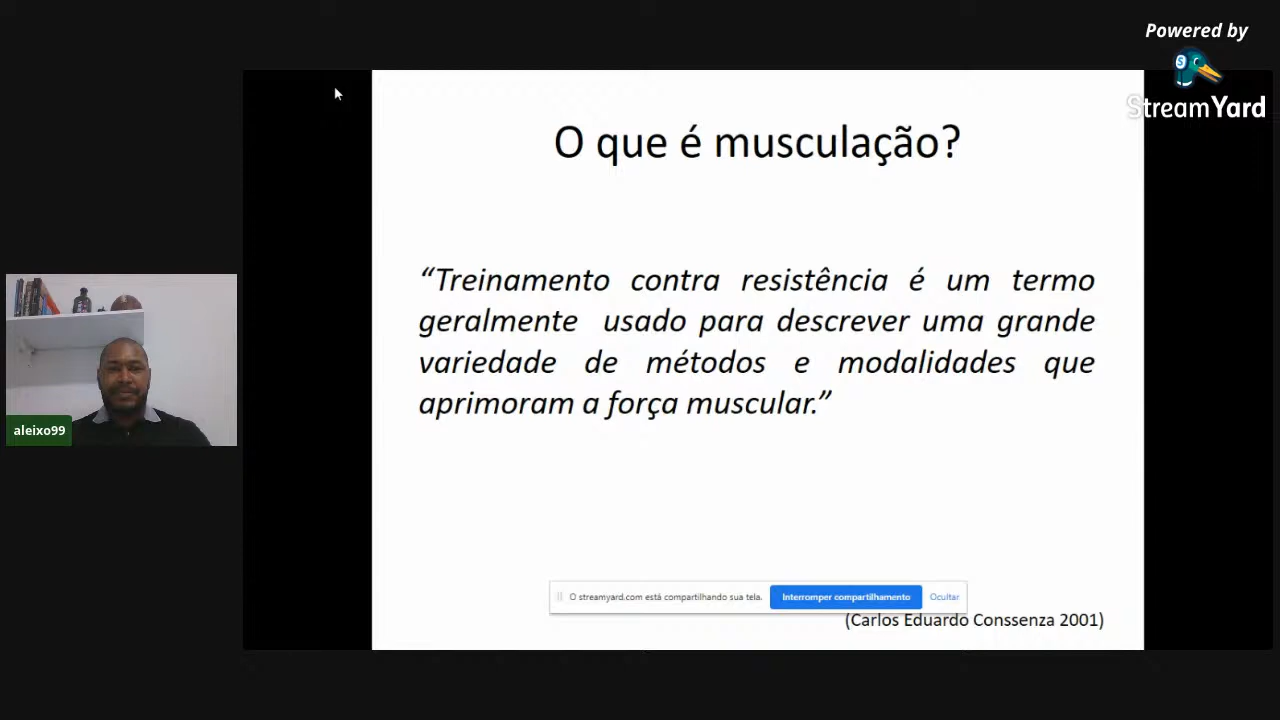 Powered by
StreamYard
O que é musculação?
“Treinamento contra resistência é um termo
geralmente usado para descrever uma grande
variedade de métodos e modalidades que
aprimoram a força muscular.”
aleixo99
O streamyard.com está compartilhando sua tela.
Interromper compartilhamento
Ocultar
(Carlos Eduardo Conssenza 2001)